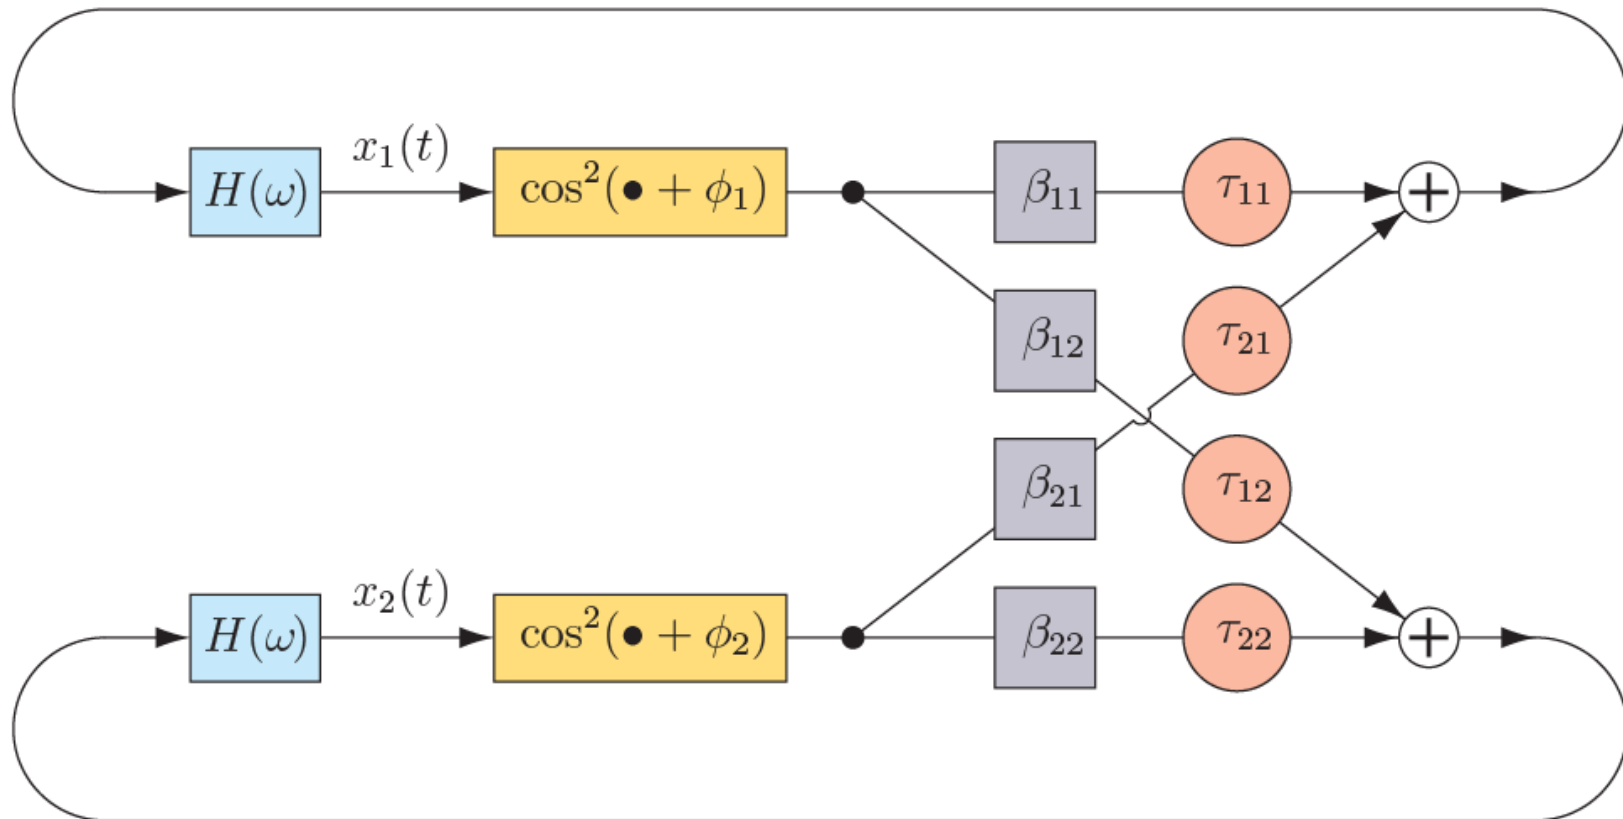 x₁(t)
H(ω) cos²(• + ϕ₁) β₁₁ τ₁₁ +
β₁₂ τ₂₁
β₂₁ τ₁₂
x₂(t)
H(ω) cos²(• + ϕ₂) β₂₂ τ₂₂ +